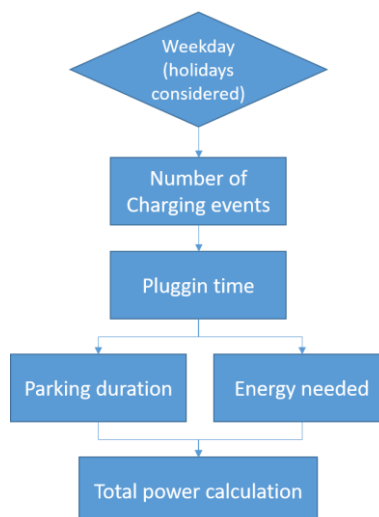 Weekday
(holidays
considered)
Number of
Charging events
Pluggin time
Parking duration
Energy needed
Total power calculation